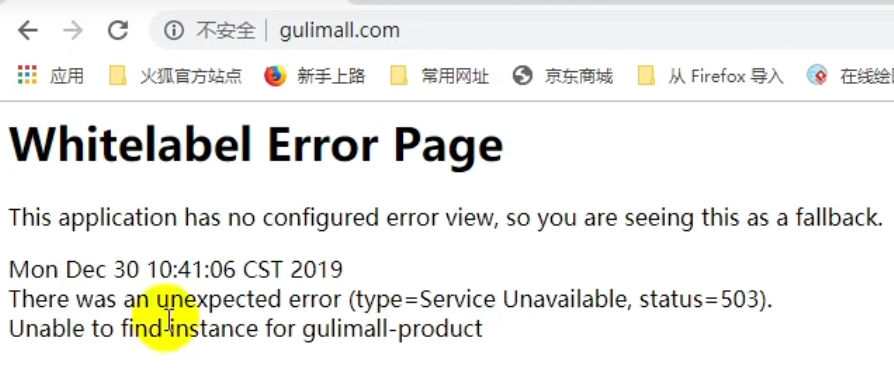 不安全 gulimall.com
应用 火狐官方站点 新手上路 常用网址 京东商城 从 Firefox 导入 在线绘
Whitelabel Error Page
This application has no configured error view, so you are seeing this as a fallback.
Mon Dec 30 10:41:06 CST 2019
There was an unexpected error (type=Service Unavailable, status=503).
Unable to find instance for gulimall-product